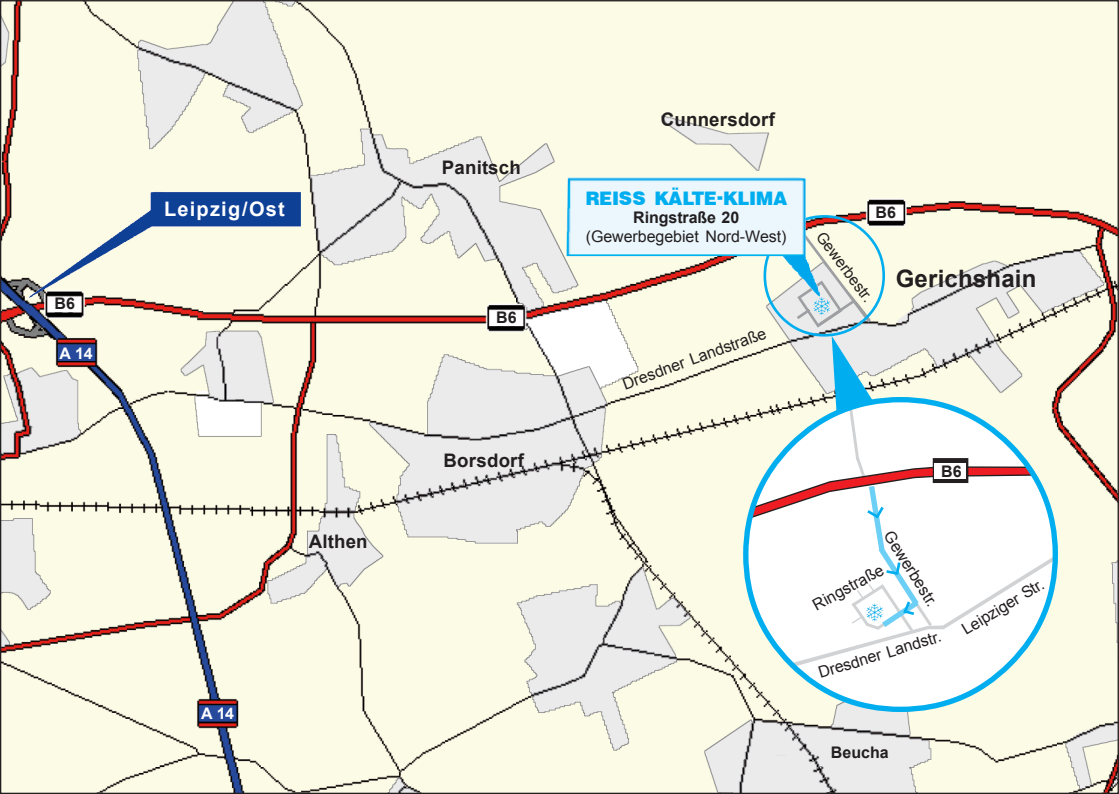 Cunnersdorf
Panitsch
Leipzig/Ost
REISS KÄLTE-KLIMA
Ringstraße 20
(Gewerbegebiet Nord-West)
B6
Gewerbestr.
Gerichshain
B6
B6
A 14
Dresdner Landstraße
Borsdorf
B6
Althen
Gewerbestr.
Ringstraße
Leipziger Str.
Dresdner Landstr.
A 14
Beucha